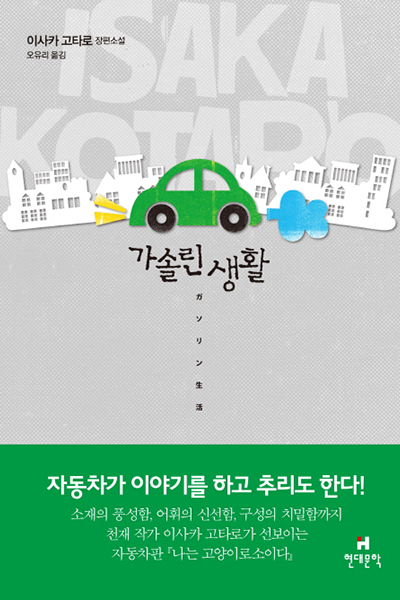 ISAKA
KOTARO
이사카 고타로 장편소설
오유리 옮김
가솔린 생활
ガソリン生活
자동차가 이야기를 하고 추리도 한다!
소재의 풍성함, 어휘의 신선함, 구성의 치밀함까지
천재 작가 이사카 고타로가 선보이는
자동차판 『나는 고양이로소이다』
현대문학